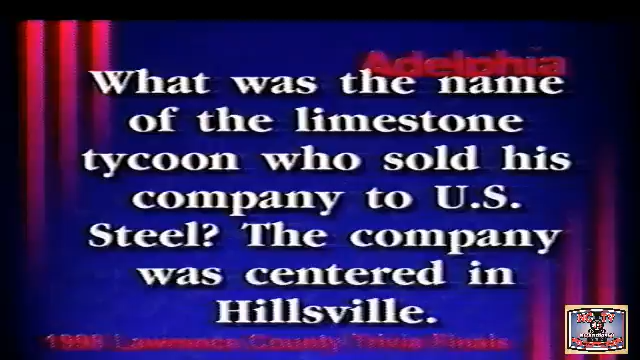 Adelphia
What was the name
of the limestone
tycoon who sold his
company to U.S.
Steel? The company
was centered in
Hillsville.
1998 Lawrence County Trivia Finals